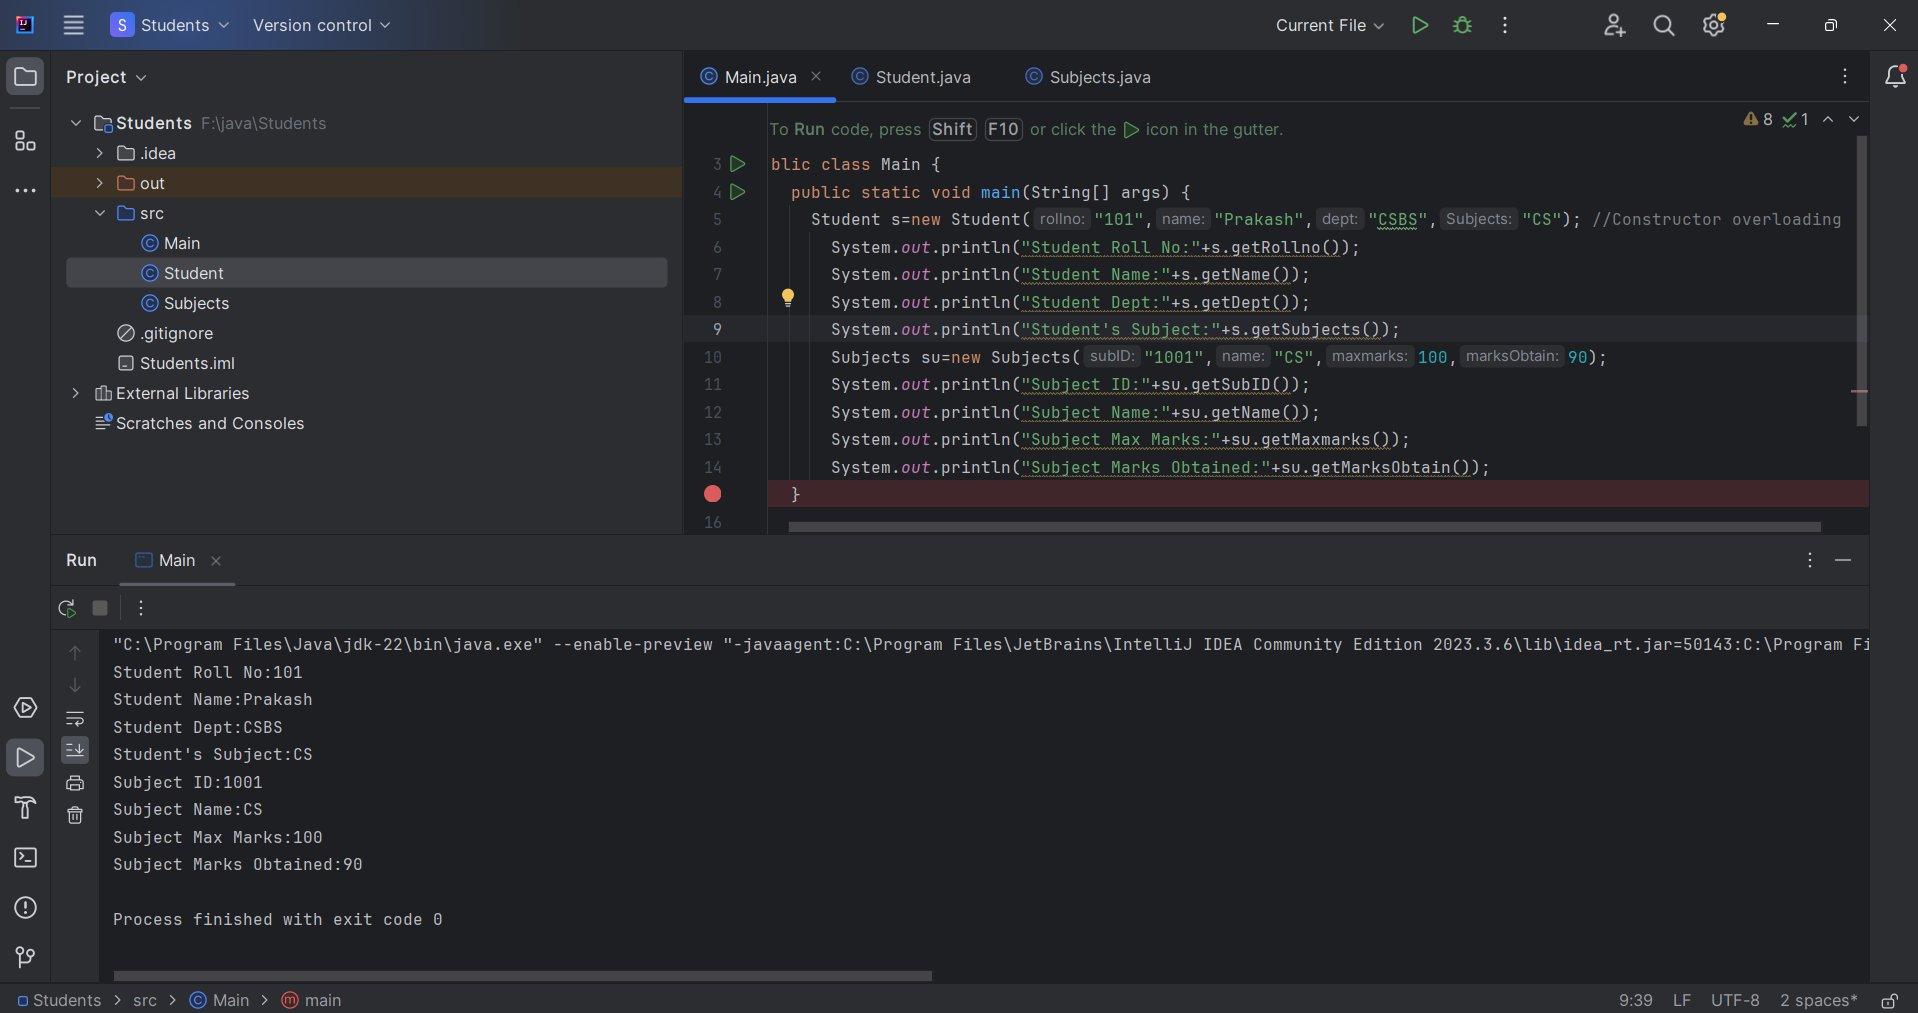 S Students Version control Current File
Project
Main.java Student.java Subjects.java
Students F:\java\Students
.idea
out
src
Main
Student
Subjects
.gitignore
Students.iml
External Libraries
Scratches and Consoles
To Run code, press Shift F10 or click the icon in the gutter.
8 1
3 blic class Main {
4 public static void main(String[] args) {
5 Student s=new Student( rollno: "101", name: "Prakash", dept: "CSBS", Subjects: "CS"); //Constructor overloading
6 System.out.println("Student Roll No:"+s.getRollno());
7 System.out.println("Student Name:"+s.getName());
8 System.out.println("Student Dept:"+s.getDept());
9 System.out.println("Student's Subject:"+s.getSubjects());
10 Subjects su=new Subjects( subID: "1001", name: "CS", maxmarks: 100, marksObtain: 90);
11 System.out.println("Subject ID:"+su.getSubID());
12 System.out.println("Subject Name:"+su.getName());
13 System.out.println("Subject Max Marks:"+su.getMaxmarks());
14 System.out.println("Subject Marks Obtained:"+su.getMarksObtain());
}
16
Run Main
"C:\Program Files\Java\jdk-22\bin\java.exe" --enable-preview "-javaagent:C:\Program Files\JetBrains\IntelliJ IDEA Community Edition 2023.3.6\lib\idea_rt.jar=50143:C:\Program Fi
Student Roll No:101
Student Name:Prakash
Student Dept:CSBS
Student's Subject:CS
Subject ID:1001
Subject Name:CS
Subject Max Marks:100
Subject Marks Obtained:90
Process finished with exit code 0
Students > src > Main > main 9:39 LF UTF-8 2 spaces*